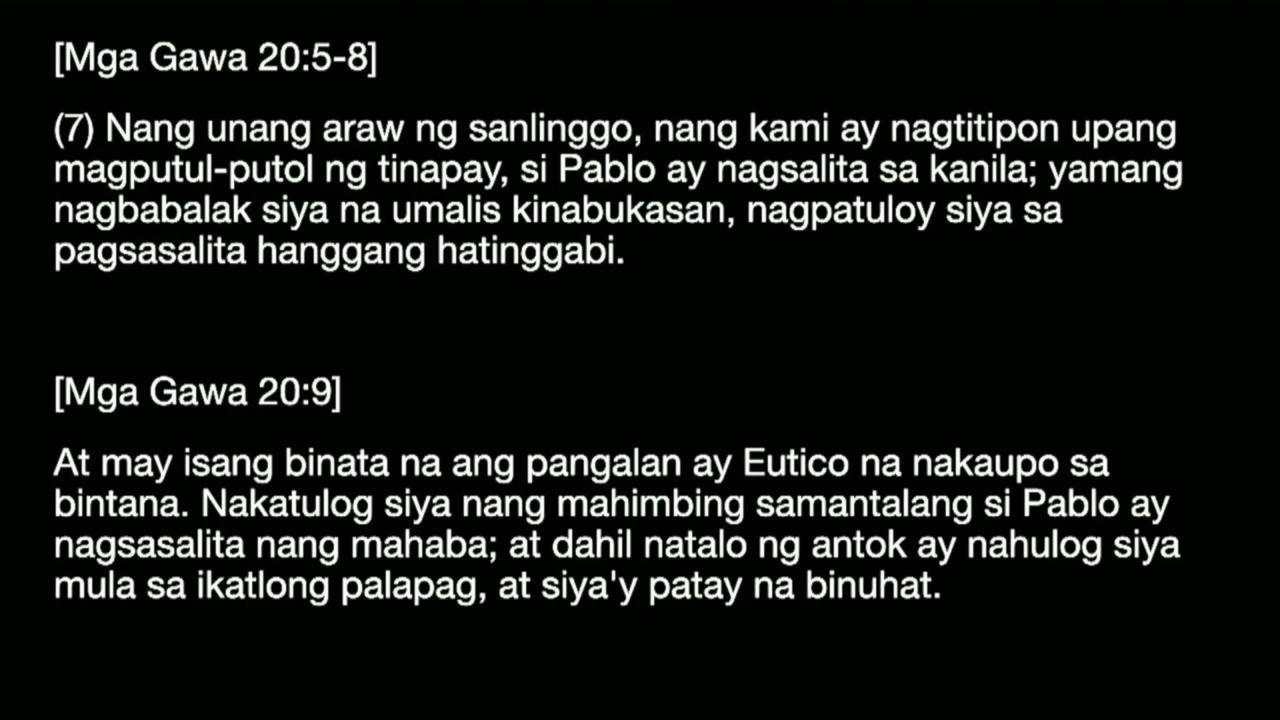 [Mga Gawa 20:5-8]
(7) Nang unang araw ng sanlinggo, nang kami ay nagtitipon upang
magputul-putol ng tinapay, si Pablo ay nagsalita sa kanila; yamang
nagbabalak siya na umalis kinabukasan, nagpatuloy siya sa
pagsasalita hanggang hatinggabi.
[Mga Gawa 20:9]
At may isang binata na ang pangalan ay Eutico na nakaupo sa
bintana. Nakatulog siya nang mahimbing samantalang si Pablo ay
nagsasalita nang mahaba; at dahil natalo ng antok ay nahulog siya
mula sa ikatlong palapag, at siya'y patay na binuhat.